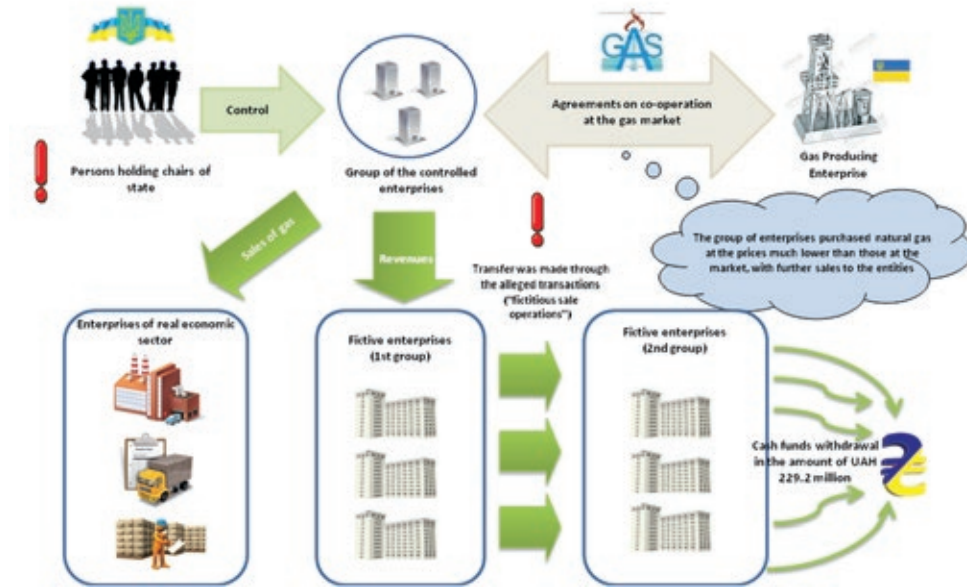 GAS
Control
Agreements on co-operation
at the gas market
Persons holding chairs of
state
Group of the controlled
enterprises
Gas Producing
Enterprise
The group of enterprises purchased natural gas
at the prices much lower than those at the
market, with further sales to the entities
Sales of gas
Revenues
Transfer was made through
the alleged transactions
("fictitious sale
operations")
Enterprises of real economic
sector
Fictive enterprises
(1st group)
Fictive enterprises
(2nd group)
Cash funds withdrawal
in the amount of UAH
229.2 million